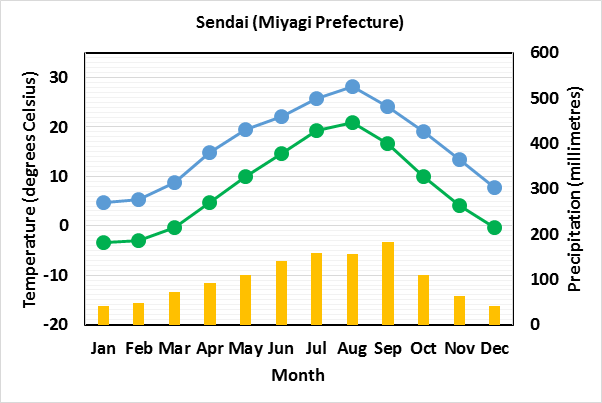 Sendai (Miyagi Prefecture)
Temperature (degrees Celsius)
30
20
10
0
-10
-20
600
500
400
300
200
100
0
Precipitation (millimetres)
Jan Feb Mar Apr May Jun Jul Aug Sep Oct Nov Dec
Month